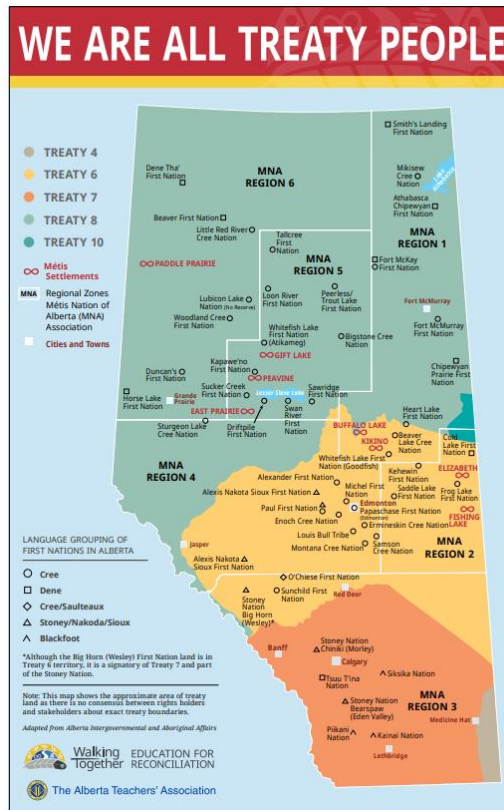 WE ARE ALL TREATY PEOPLE
TREATY 4
TREATY 6
TREATY 7
TREATY 8
TREATY 10
Métis
Settlements
MNA
Regional Zones
Métis Nation of
Alberta (MNA)
Association
Cities and Towns
Smith's Landing
First Nation
Dene Tha'
First Nation
MNA
REGION 6
Mikisew
Cree
Nation
Lake
Athabasca
Athabasca
Chipewyan
First Nation
Beaver First Nation
Little Red River
Cree Nation
Tallcree
First
Nation
MNA
REGION 1
MNA
REGION 5
Fort McKay
First Nation
PADDLE PRAIRIE
Loon River
First Nation
Peerless/
Trout Lake
First Nation
Fort McMurray
Lubicon Lake
Nation (No Reserve)
Woodland Cree
First Nation
Fort McMurray
First Nation
Whitefish Lake
First Nation
(Atikameg)
Bigstone Cree
Nation
GIFT LAKE
Kapawe'no
First Nation
Duncan's
First Nation
PEAVINE
Chipewyan
Prairie First
Nation
Horse Lake
First Nation
Grande
Prairie
Sucker Creek
First Nation
Lesser Slave Lake
Sawridge
First Nation
EAST PRAIRIE
Swan
River
First
Nation
Driftpile
First Nation
Sturgeon Lake
Cree Nation
Heart Lake
First Nation
BUFFALO LAKE
KIKINO
Beaver
Lake Cree
Nation
Cold
Lake First
Nation
MNA
REGION 4
Whitefish Lake First
Nation (Goodfish)
Kehewin
First Nation
ELIZABETH
Alexander First Nation
Michel First
Nation
Saddle Lake
First Nation
Frog Lake
First Nation
Alexis Nakota Sioux First Nation
Edmonton
Papaschase First Nation
(Edmonton)
Paul First Nation
FISHING
LAKE
Enoch Cree Nation
Ermineskin Cree Nation
Louis Bull Tribe
Samson
Cree Nation
Montana Cree Nation
MNA
REGION 2
Jasper
Alexis Nakota
Sioux First Nation
O'Chiese First Nation
Sunchild First
Nation
Red Deer
Stoney
Nation
Big Horn
(Wesley)*
Banff
Stoney Nation
Chiniki (Morley)
Calgary
Siksika Nation
Tsuu T'ina
Nation
MNA
REGION 3
Stoney Nation
Bearspaw
(Eden Valley)
Medicine Hat
Piikani
Nation
Kainai Nation
Lethbridge
LANGUAGE GROUPING OF
FIRST NATIONS IN ALBERTA
Cree
Dene
Cree/Saulteaux
Stoney/Nakoda/Sioux
Blackfoot
*Although the Big Horn (Wesley) First Nation land is in
Treaty 6 territory, it is a signatory of Treaty 7 and part
of the Stoney Nation.
Note: This map shows the approximate area of treaty
land as there is no consensus between rights holders
and stakeholders about exact treaty boundaries.
Adapted from Alberta Intergovernmental and Aboriginal Affairs
Walking
Together
EDUCATION FOR
RECONCILIATION
The Alberta Teachers' Association